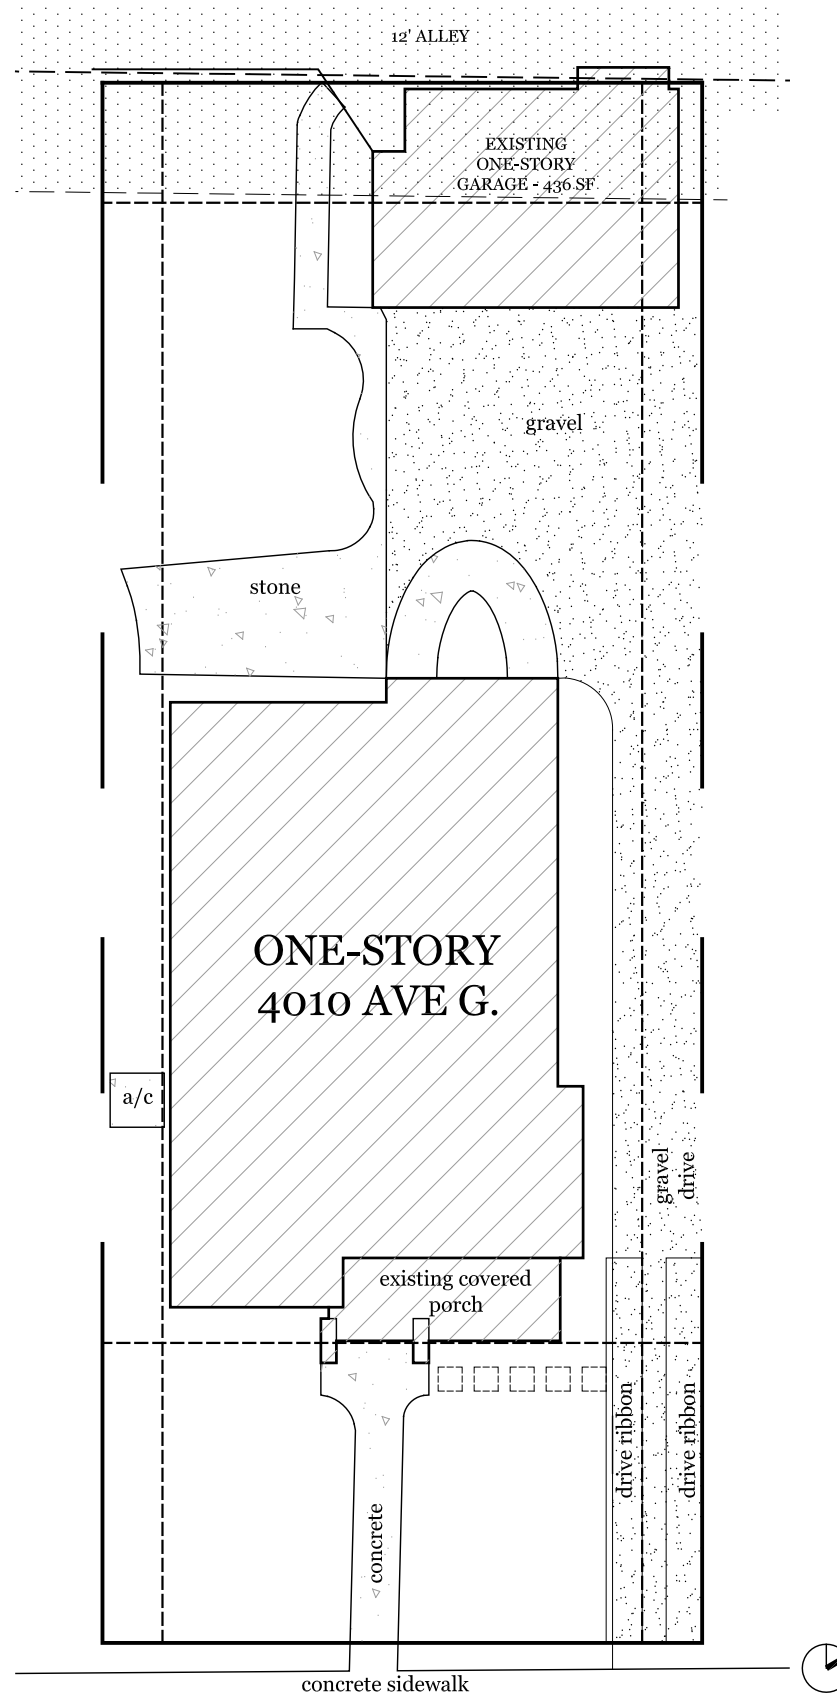 12' ALLEY
EXISTING
ONE-STORY
GARAGE - 436 SF
gravel
stone
ONE-STORY
4010 AVE G.
a/c
gravel
drive
existing covered
porch
drive ribbon
drive ribbon
concrete
concrete sidewalk